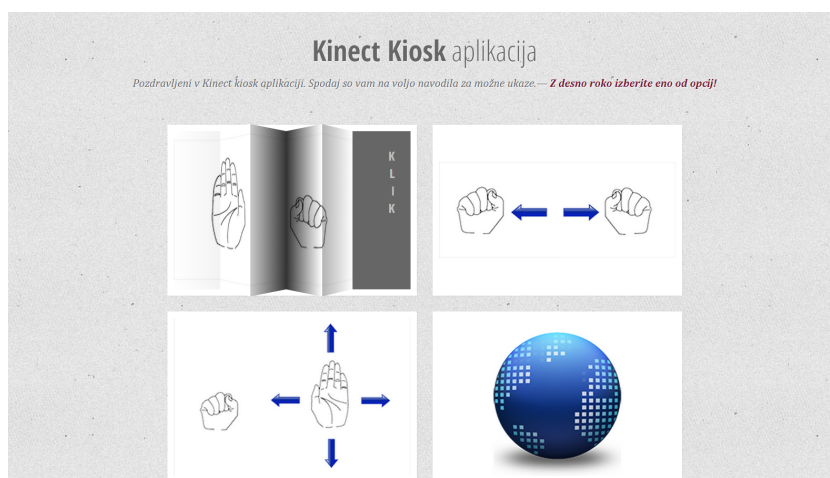 Kinect Kiosk aplikacija
Pozdravljeni v Kinect kiosk aplikaciji. Spodaj so vam na voljo navodila za možne ukaze.— Z desno roko izberite eno od opcij!
K
L
I
K